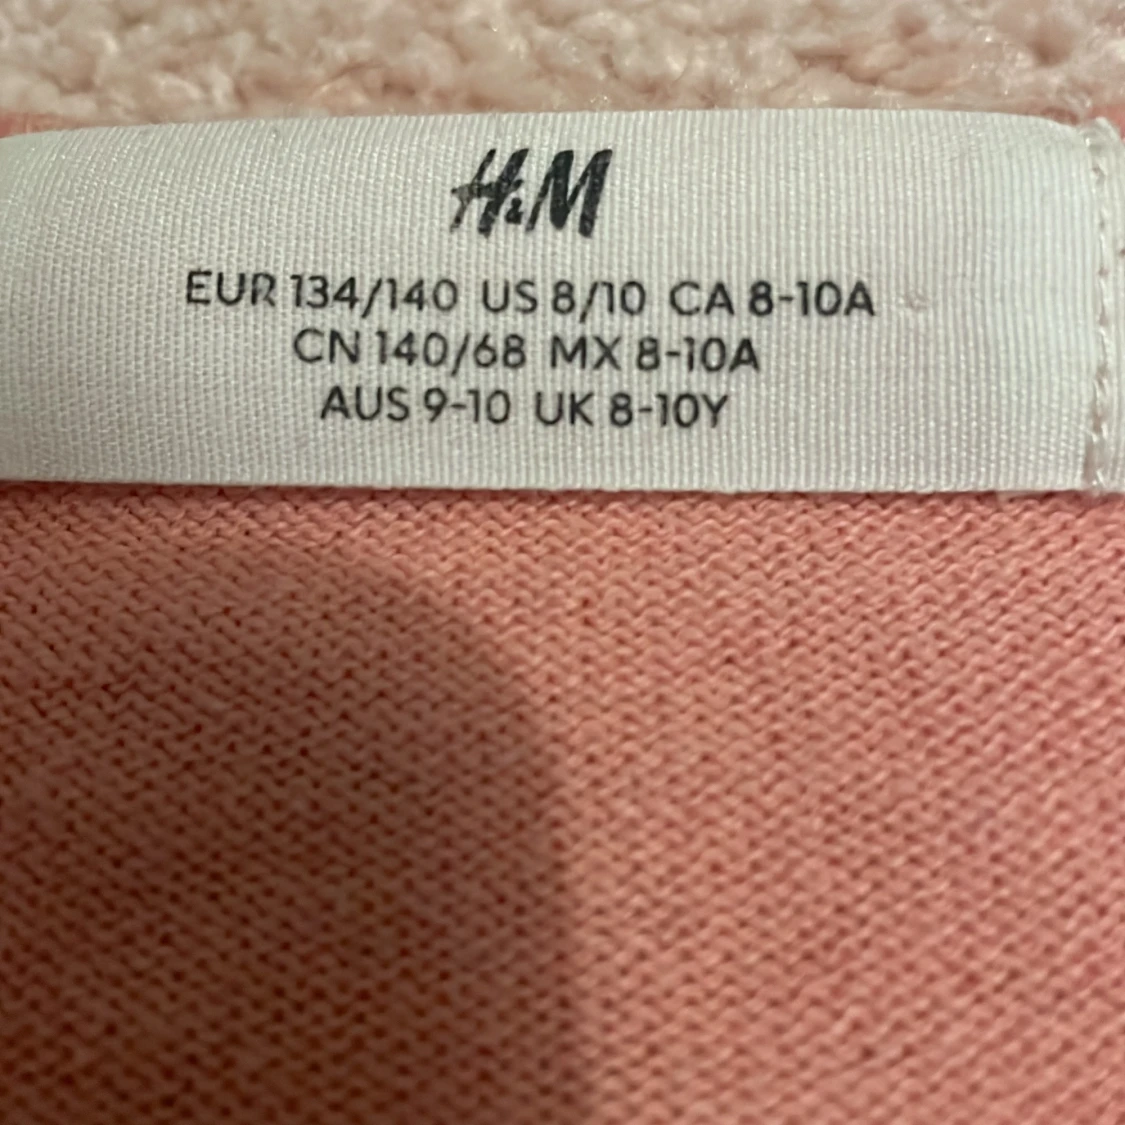 H&M
EUR 134/140 US 8/10 CA 8-10A
CN 140/68 MX 8-10A
AUS 9-10 UK 8-10Y